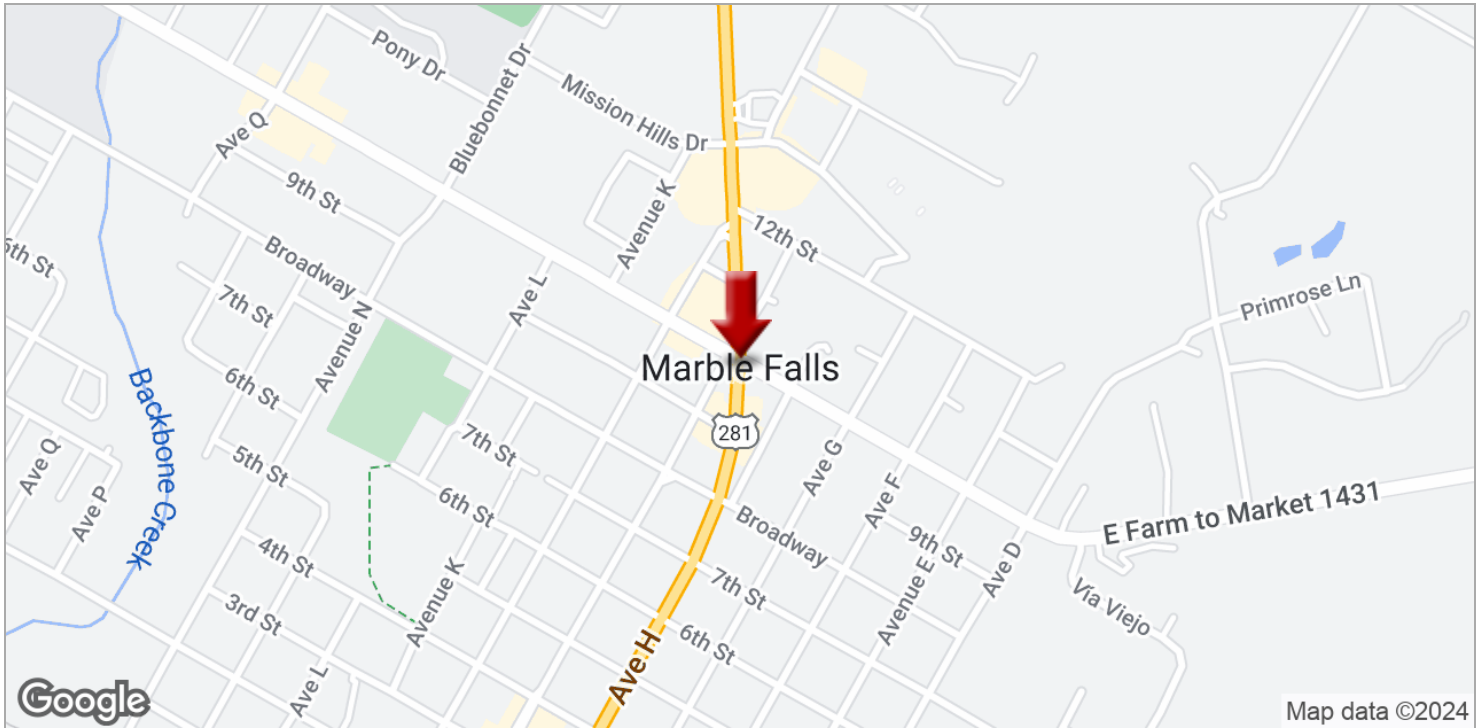 Pony Dr
Bluebonnet Dr
Mission Hills Dr
Ave Q
9th St
Avenue K
12th St
Broadway
6th St
7th St
Ave L
Avenue N
Primrose Ln
Marble Falls
281
6th St
Backbone Creek
7th St
Ave G
Ave Q
5th St
Ave P
6th St
Ave F
Broadway
9th St
E Farm to Market 1431
4th St
Avenue K
7th St
Avenue E
Ave D
Via Viejo
3rd St
6th St
Ave H
Ave L
Google
Map data ©2024